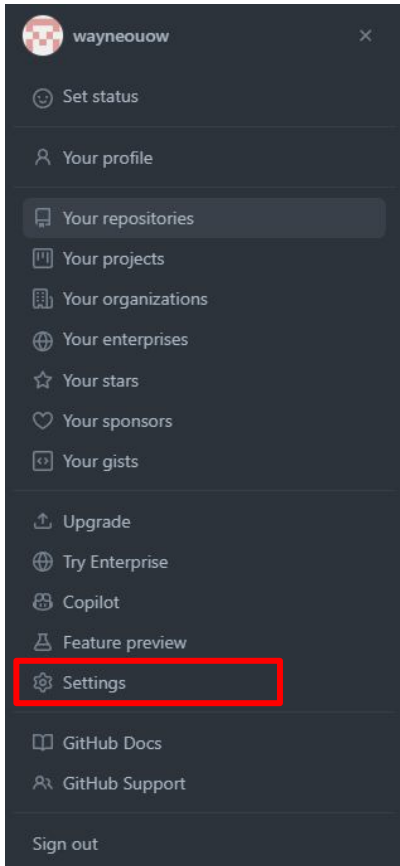 wayneouow
Set status
Your profile
Your repositories
Your projects
Your organizations
Your enterprises
Your stars
Your sponsors
Your gists
Upgrade
Try Enterprise
Copilot
Feature preview
Settings
GitHub Docs
GitHub Support
Sign out